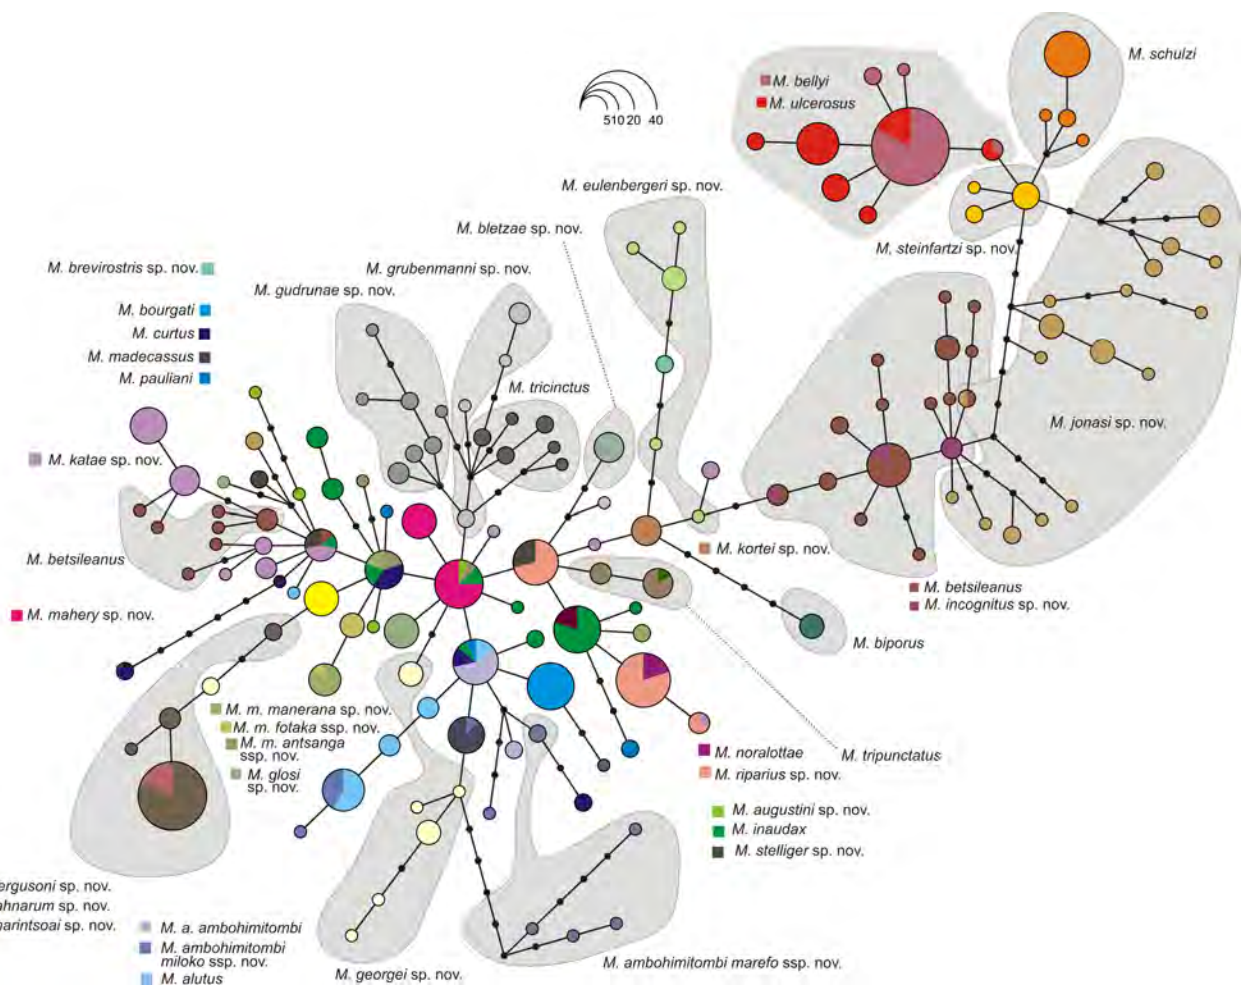 M. schulzi
M. bellyi
M. ulcerosus
51020 40
M. eulenbergeri sp. nov.
M. bletzae sp. nov.
M. steinfartzi sp. nov.
M. brevirostris sp. nov.
M. grubenmanni sp. nov.
M. gudrunae sp. nov.
M. bourgati
M. curtus
M. madecassus
M. pauliani
M. tricinctus
M. jonasi sp. nov.
M. katae sp. nov.
M. betsileanus
M. kortei sp. nov.
M. betsileanus
M. incognitus sp. nov.
M. mahery sp. nov.
M. biporus
M. m. manerana sp. nov.
M. m. fotaka ssp. nov.
M. m. antsanga
ssp. nov.
M. glosi
sp. nov.
M. noralottae
M. riparius sp. nov.
M. tripunctatus
M. augustini sp. nov.
M. inaudax
M. stelliger sp. nov.
ergusoni sp. nov.
ahnarum sp. nov.
narintsoai sp. nov.
M. a. ambohimitombi
M. ambohimitombi
miloko ssp. nov.
M. alutus
M. georgei sp. nov.
M. ambohimitombi marefo ssp. nov.